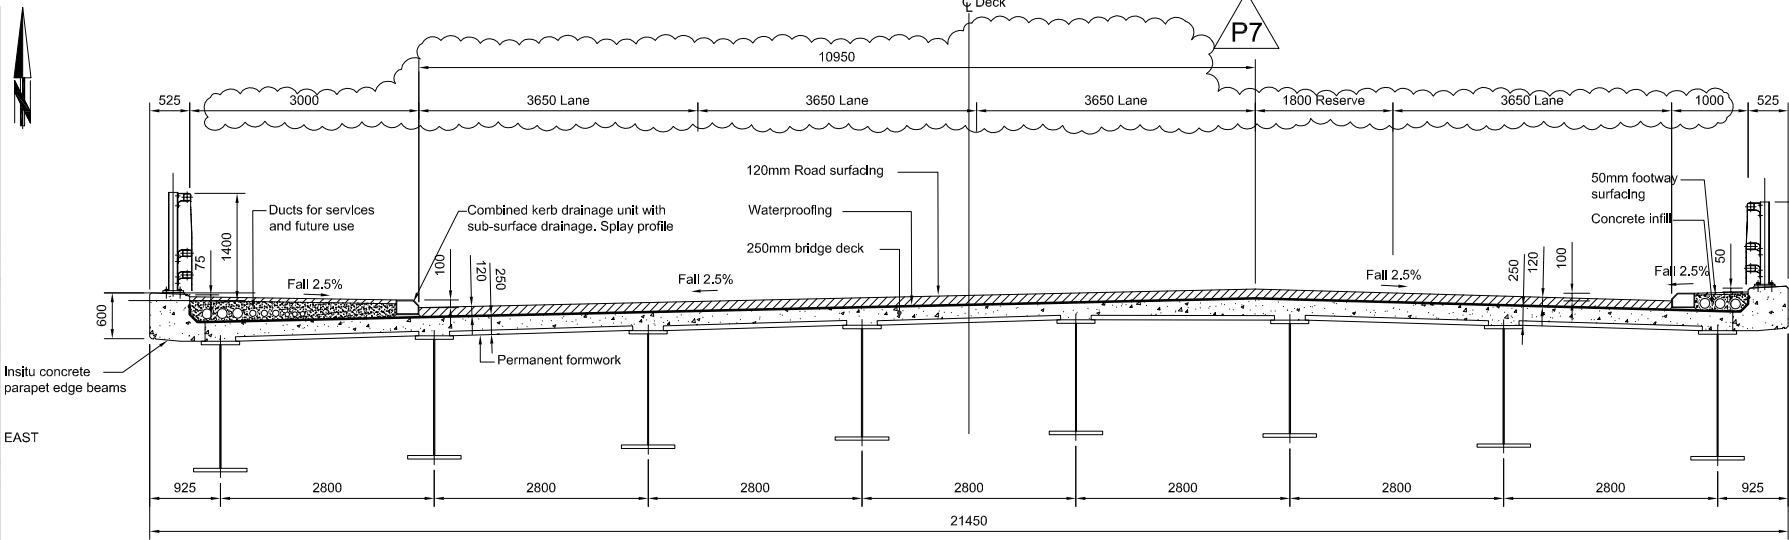 ℄ Deck
P7
10950
525
3000
3650 Lane
3650 Lane
3650 Lane
1800 Reserve
3650 Lane
1000
525
N
120mm Road surfacing
Waterproofing
250mm bridge deck
50mm footway
surfacing
Concrete infill
Ducts for services
and future use
Combined kerb drainage unit with
sub-surface drainage. Splay profile
1400
75
100
120
250
Fall 2.5%
Fall 2.5%
Fall 2.5%
Fall 2.5%
250
120
100
50
600
Permanent formwork
Insitu concrete
parapet edge beams
EAST
925
2800
2800
2800
2800
2800
2800
2800
925
21450